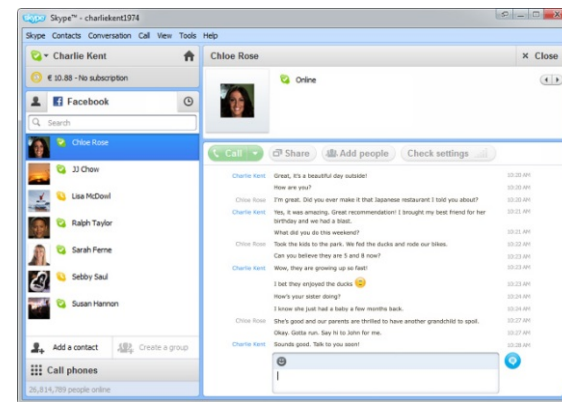 Skype™ - charliekent1974
Skype Contacts Conversation Call View Tools Help
Charlie Kent
€ 10.88 - No subscription
Facebook
Search
Chloe Rose
JJ Chow
Lisa McDowl
Ralph Taylor
Sarah Ferne
Sebby Saul
Susan Hannon
Add a contact
Create a group
Call phones
26,814,789 people online
Chloe Rose
× Close
Online
Call
Share
Add people
Check settings
Charlie Kent Great, it's a beautiful day outside! 10:20 AM
How are you? 10:20 AM
Chloe Rose I'm great. Did you ever make it that Japanese restaurant I told you about? 10:20 AM
Charlie Kent Yes, it was amazing. Great recommendation! I brought my best friend for her 10:21 AM
birthday and we had a blast.
What did you do this weekend? 10:21 AM
Chloe Rose Took the kids to the park. We fed the ducks and rode our bikes. 10:22 AM
Can you believe they are 5 and 8 now? 10:23 AM
Charlie Kent Wow, they are growing up so fast! 10:23 AM
I bet they enjoyed the ducks 10:23 AM
How's your sister doing? 10:24 AM
I know she just had a baby a few months back. 10:24 AM
Chloe Rose She's good and our parents are thrilled to have another grandchild to spoil. 10:27 AM
Okay. Gotta run. Say hi to John for me. 10:27 AM
Charlie Kent Sounds good. Talk to you soon! 10:28 AM